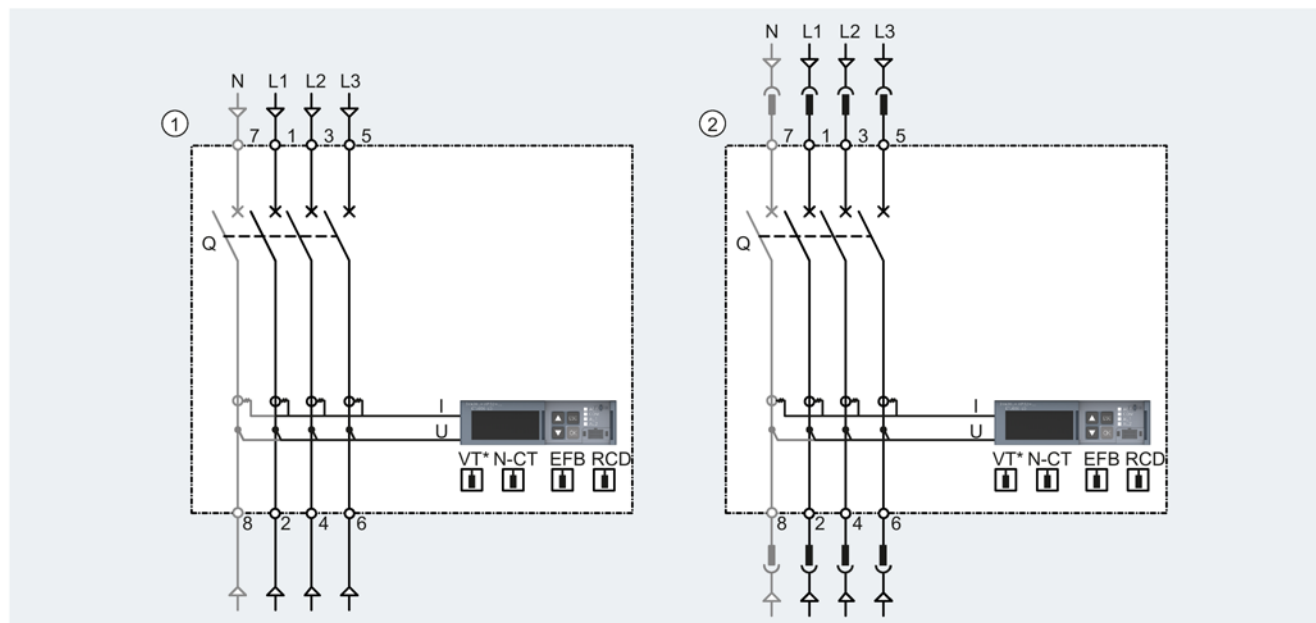 N L1 L2 L3
1
7 1 3 5
Q
I
U
VT* N-CT EFB RCD
8 2 4 6
N L1 L2 L3
2
7 1 3 5
Q
I
U
VT* N-CT EFB RCD
8 2 4 6